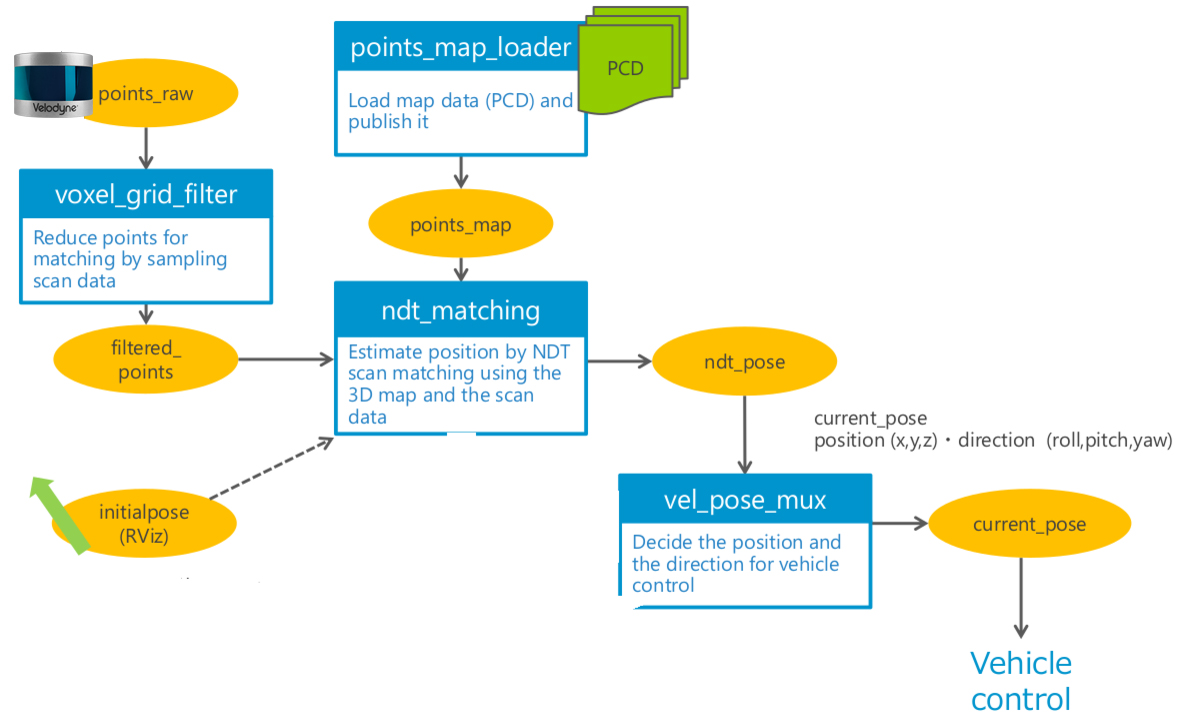 points_map_loader
PCD
Load map data (PCD) and
publish it
Velodyne
points_raw
voxel_grid_filter
Reduce points for
matching by sampling
scan data
points_map
ndt_matching
Estimate position by NDT
scan matching using the
3D map and the scan
data
filtered_
points
ndt_pose
current_pose
position (x,y,z)・direction (roll,pitch,yaw)
initialpose
(RViz)
vel_pose_mux
Decide the position and
the direction for vehicle
control
current_pose
Vehicle
control